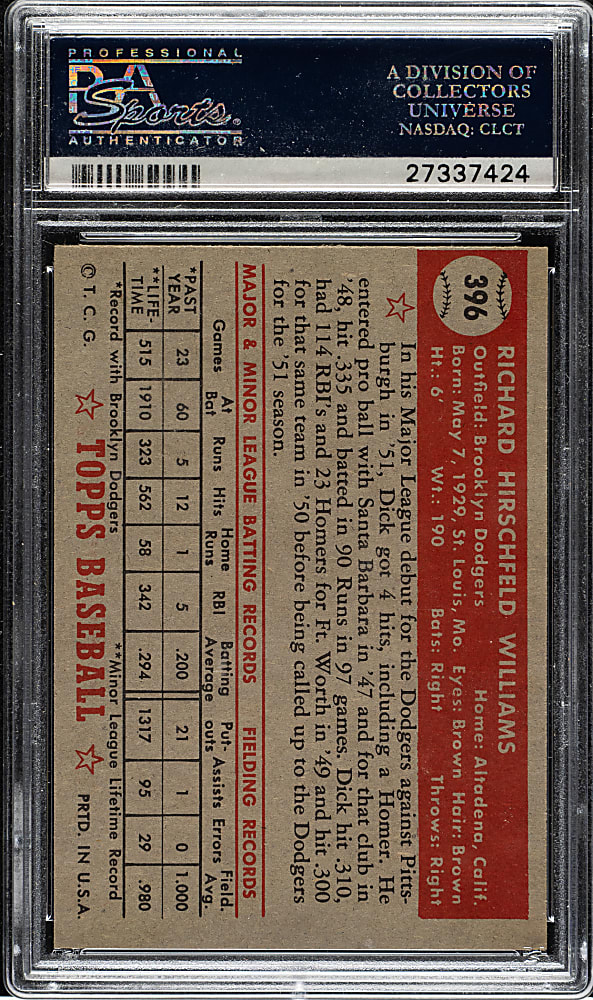 PROFESSIONAL
PSA
Sports®
AUTHENTICATOR
A DIVISION OF
COLLECTORS
UNIVERSE
NASDAQ: CLCT
27337424
396
RICHARD HIRSCHFELD WILLIAMS
Outfield: Brooklyn Dodgers Home: Altadena, Calif.
Born: May 7, 1929, St. Louis, Mo. Eyes: Brown Hair: Brown
Ht.: 6' Wt.: 190 Bats: Right Throws: Right
In his Major League debut for the Dodgers against Pitts-
burgh in '51, Dick got 4 hits, including a Homer. He
entered pro ball with Santa Barbara in '47 and for that club in
'48, hit .335 and batted in 90 Runs in 97 games. Dick hit .310,
had 114 RBI's and 23 Homers for Ft. Worth in '49 and hit .300
for that same team in '50 before being called up to the Dodgers
for the '51 season.
MAJOR & MINOR LEAGUE BATTING RECORDS FIELDING RECORDS
Games At Bat Runs Hits Home Runs RBI Batting Average Put-outs Assists Errors Field. Avg.
*PAST YEAR 23 60 5 12 1 5 .200 21 1 0 1.000
**LIFE-TIME 515 1910 323 562 58 342 .294 1317 95 29 .980
*Record with Brooklyn Dodgers **Minor League Lifetime Record
© T. C. G. TOPPS BASEBALL PRTD. IN U.S.A.